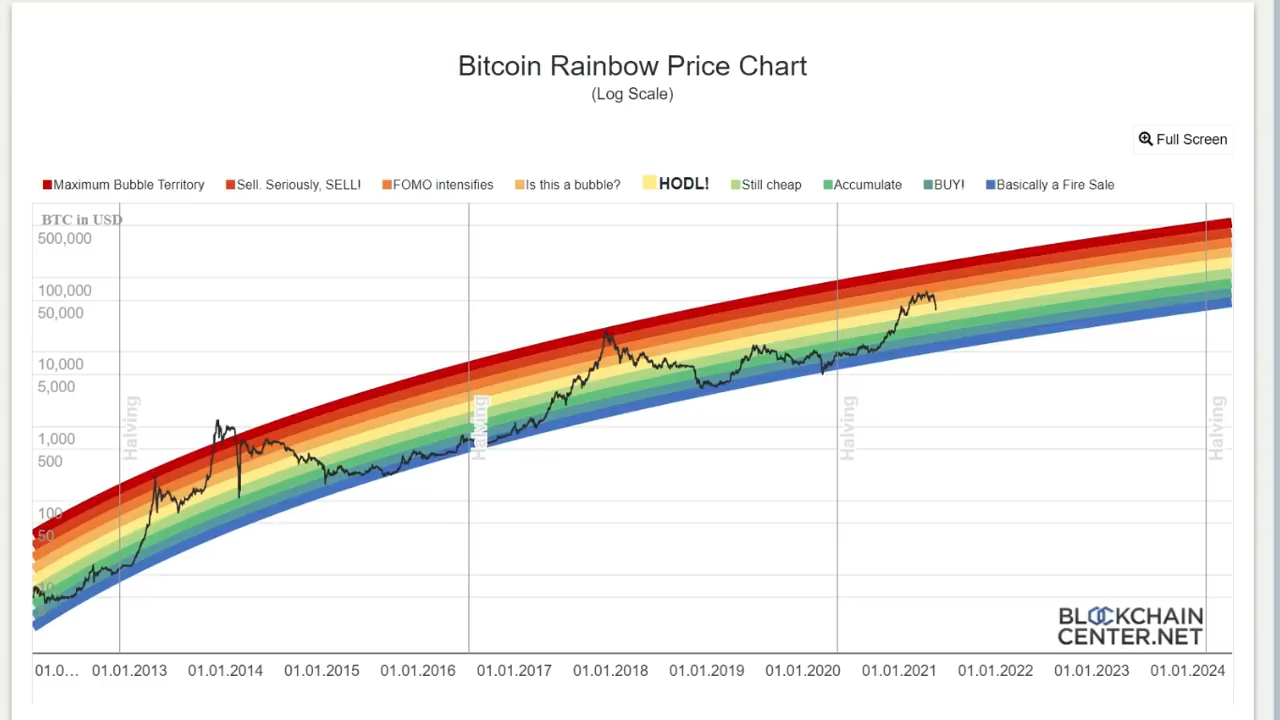 Bitcoin Rainbow Price Chart
(Log Scale)
Full Screen
Maximum Bubble Territory Sell. Seriously, SELL! FOMO intensifies Is this a bubble? HODL! Still cheap Accumulate BUY! Basically a Fire Sale
BTC in USD
500,000
100,000
50,000
10,000
5,000
1,000
500
100
50
10
Halving
Halving
Halving
Halving
BLOCKCHAIN
CENTER.NET
01.0… 01.01.2013 01.01.2014 01.01.2015 01.01.2016 01.01.2017 01.01.2018 01.01.2019 01.01.2020 01.01.2021 01.01.2022 01.01.2023 01.01.2024